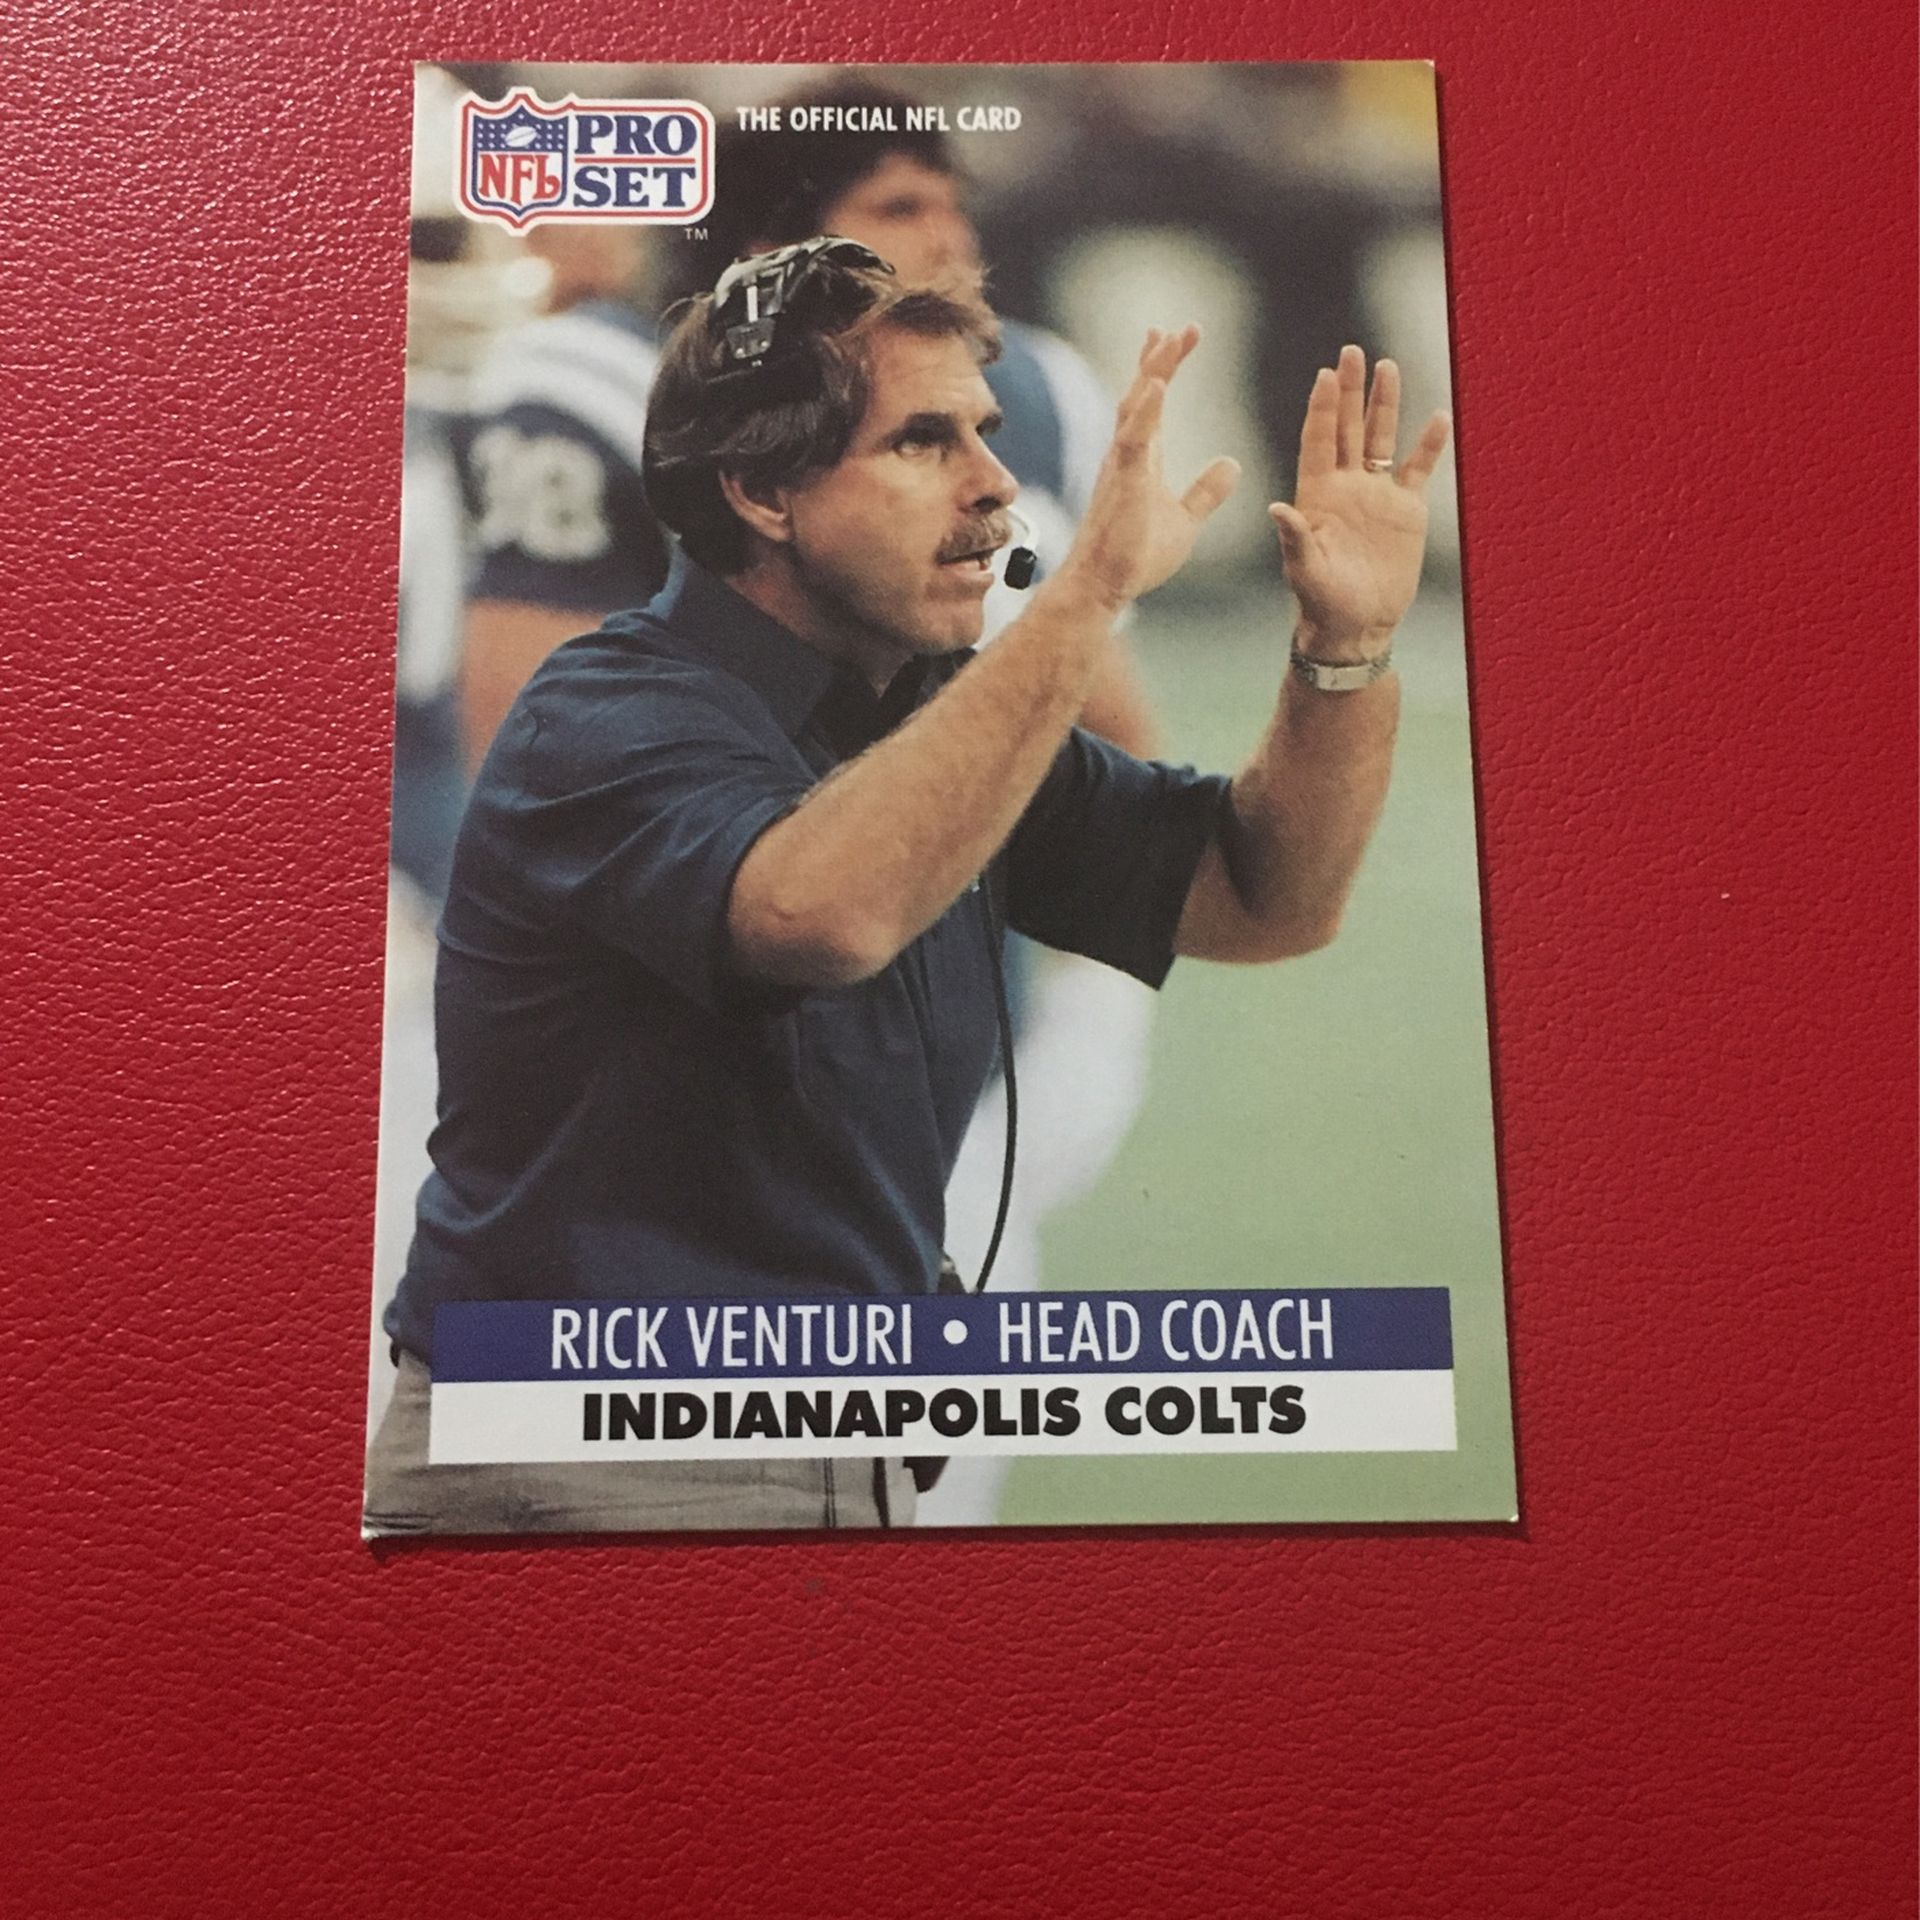 PRO
SET
NFL
TM
THE OFFICIAL NFL CARD
RICK VENTURI • HEAD COACH
INDIANAPOLIS COLTS